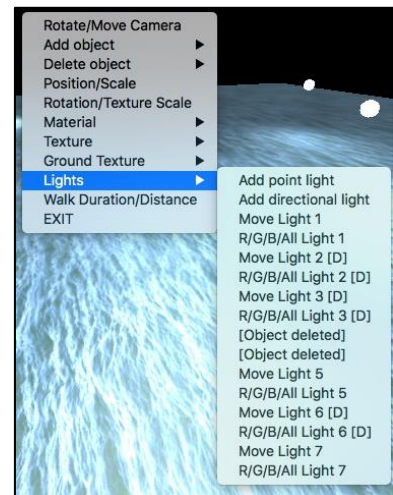 Rotate/Move Camera
Add object
Delete object
Position/Scale
Rotation/Texture Scale
Material
Texture
Ground Texture
Lights
Walk Duration/Distance
EXIT
Add point light
Add directional light
Move Light 1
R/G/B/All Light 1
Move Light 2 [D]
R/G/B/All Light 2 [D]
Move Light 3 [D]
R/G/B/All Light 3 [D]
[Object deleted]
[Object deleted]
Move Light 5
R/G/B/All Light 5
Move Light 6 [D]
R/G/B/All Light 6 [D]
Move Light 7
R/G/B/All Light 7